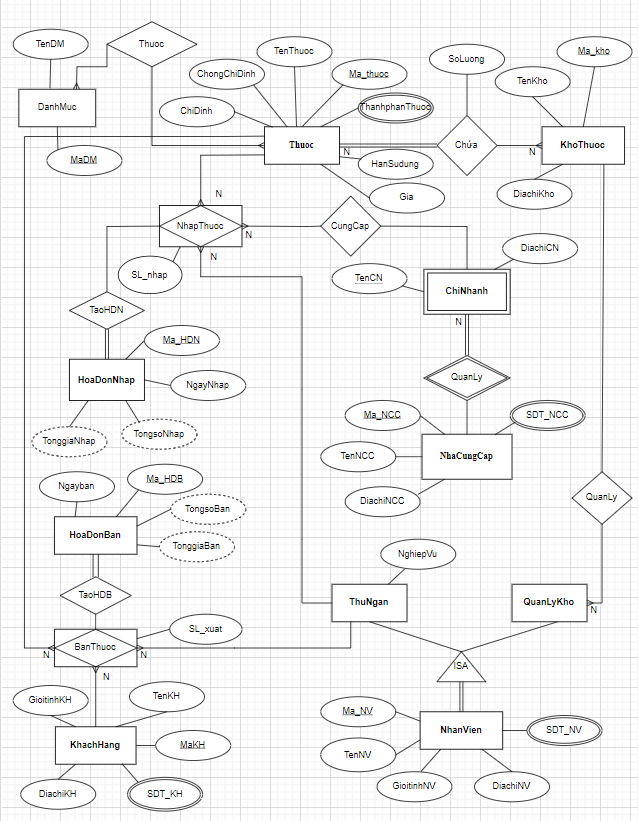 TenDM
Thuoc
SoLuong
TenThuoc
Ma_kho
ChongChiDinh
Ma_thuoc
TenKho
DanhMuc
ChiDinh
ThanhphanThuoc
MaDM
Thuoc
N
Chứa
N
KhoThuoc
HanSudung
N
Gia
DiachiKho
NhapThuoc
N
CungCap
N
DiachiCN
SL_nhap
TenCN
ChiNhanh
TaoHDN
N
Ma_HDN
HoaDonNhap
NgayNhap
QuanLy
TonggiaNhap
TongsoNhap
Ma_NCC
SDT_NCC
TenNCC
NhaCungCap
Ngayban
Ma_HDB
DiachiNCC
QuanLy
TongsoBan
HoaDonBan
TonggiaBan
NghiepVu
TaoHDB
ThuNgan
QuanLyKho
N
SL_xuat
N
BanThuoc
N
N
ISA
GioitinhKH
TenKH
Ma_NV
KhachHang
MaKH
NhanVien
SDT_NV
TenNV
DiachiKH
SDT_KH
GioitinhNV
DiachiNV